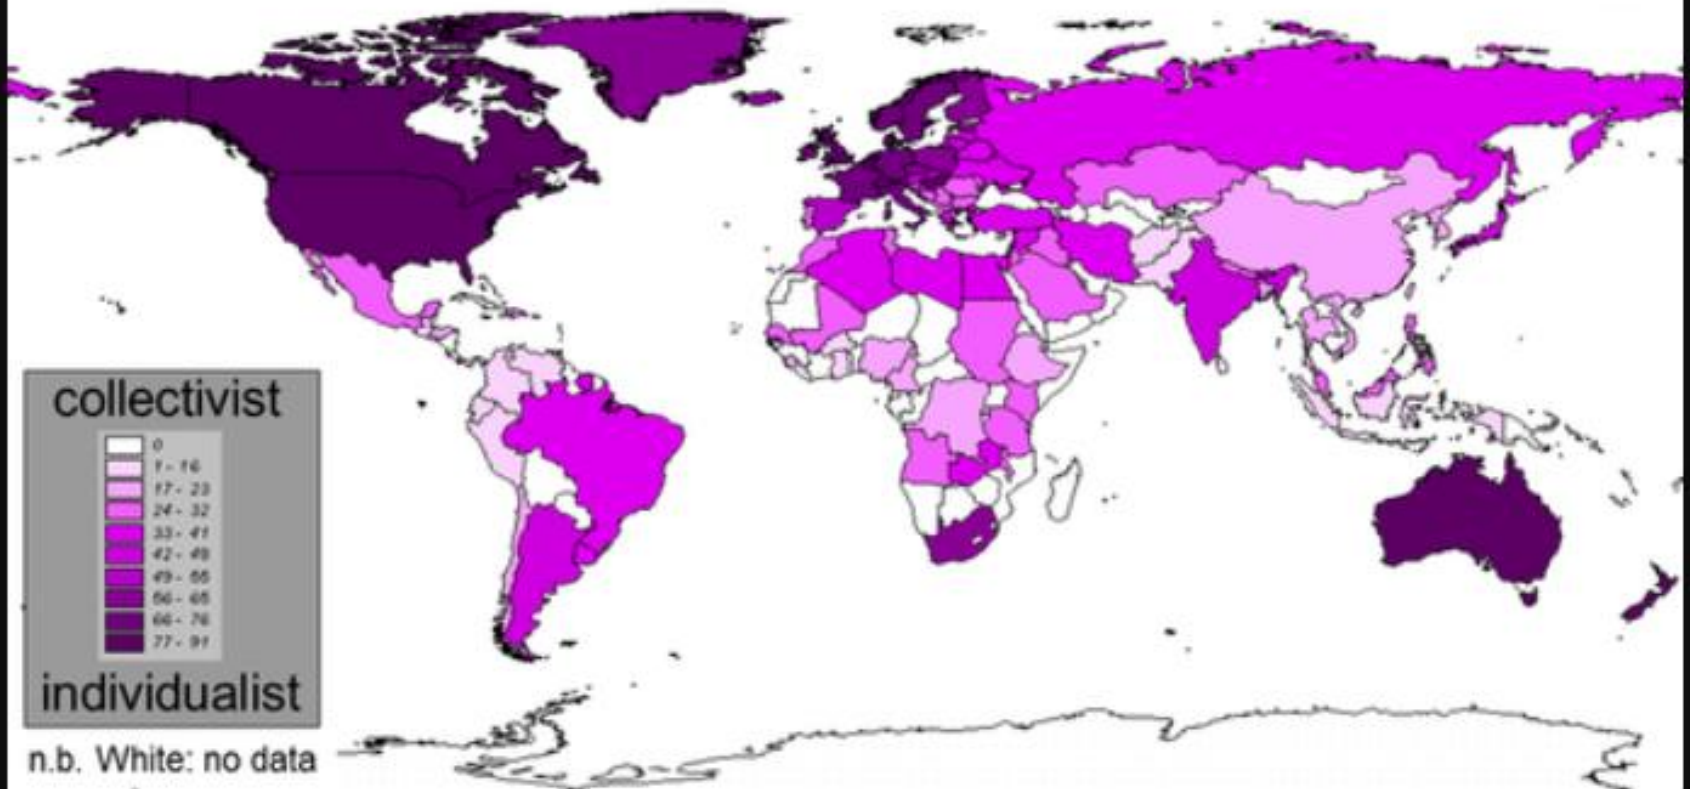 collectivist
0
1 - 16
17 - 23
24 - 32
33 - 41
42 - 48
49 - 55
56 - 65
66 - 76
77 - 91
individualist
n.b. White: no data